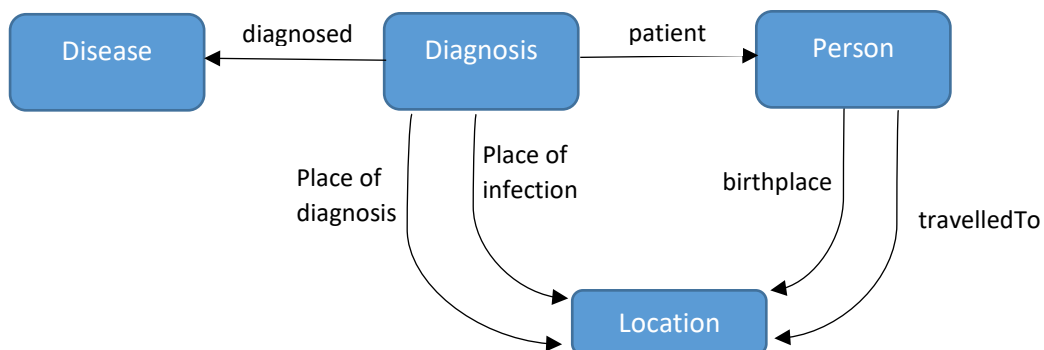 diagnosed
patient
Disease
Diagnosis
Person
Place of
infection
Place of
diagnosis
birthplace
travelledTo
Location